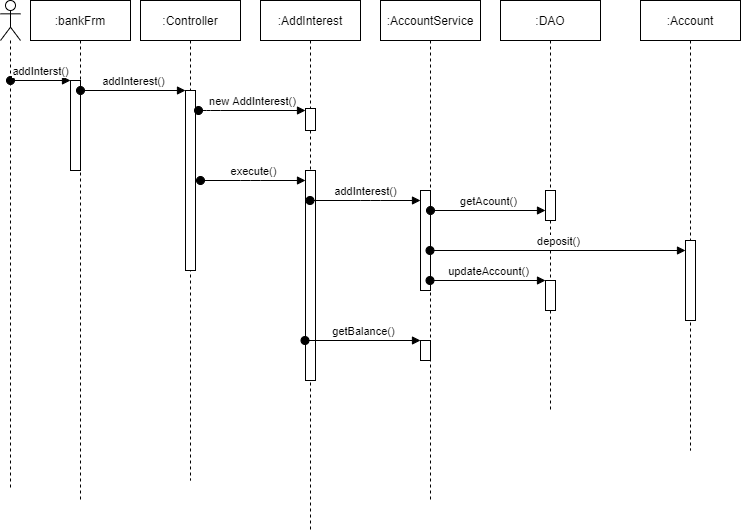 :bankFrm
:Controller
:AddInterest
:AccountService
:DAO
:Account
addInterst()
addInterest()
new AddInterest()
execute()
addInterest()
getAcount()
deposit()
updateAccount()
getBalance()